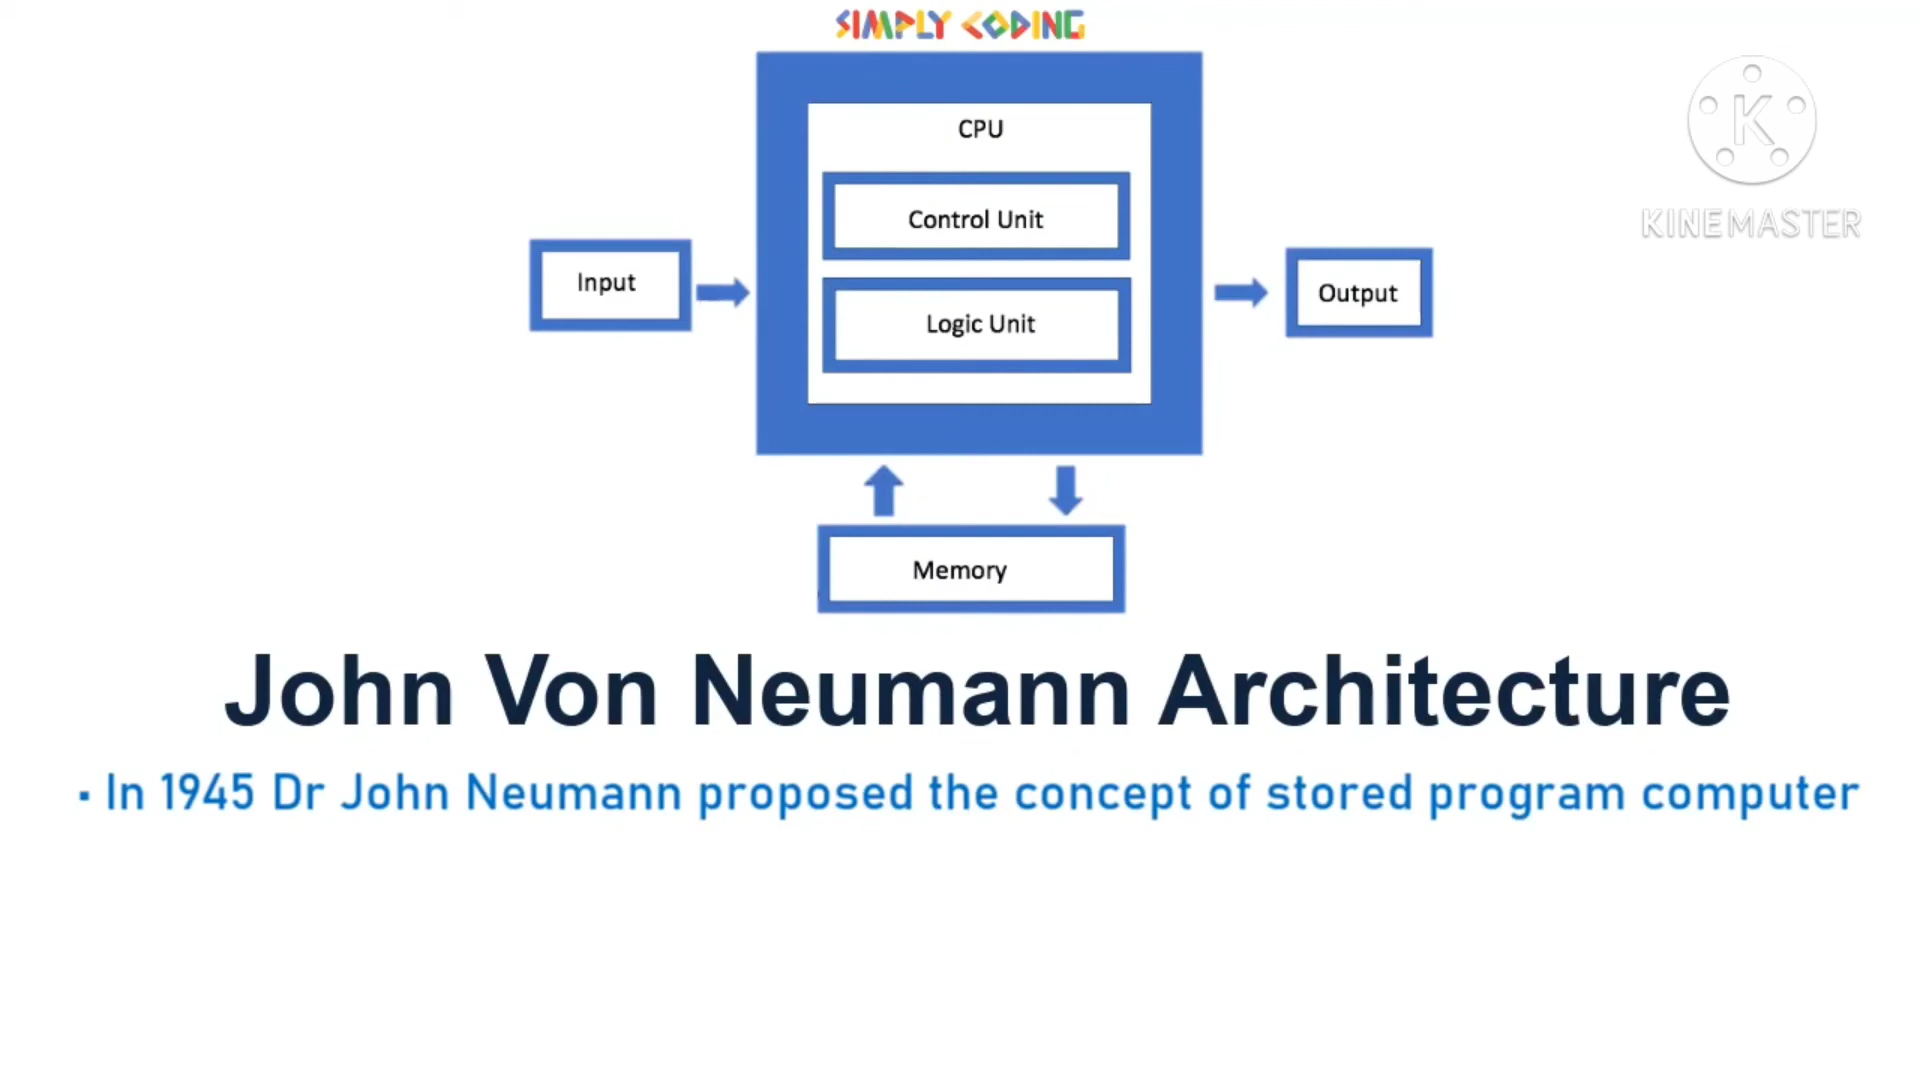 SIMPLY CODING
CPU
Control Unit
Logic Unit
Input
Output
Memory
KINEMASTER
John Von Neumann Architecture
▪ In 1945 Dr John Neumann proposed the concept of stored program computer